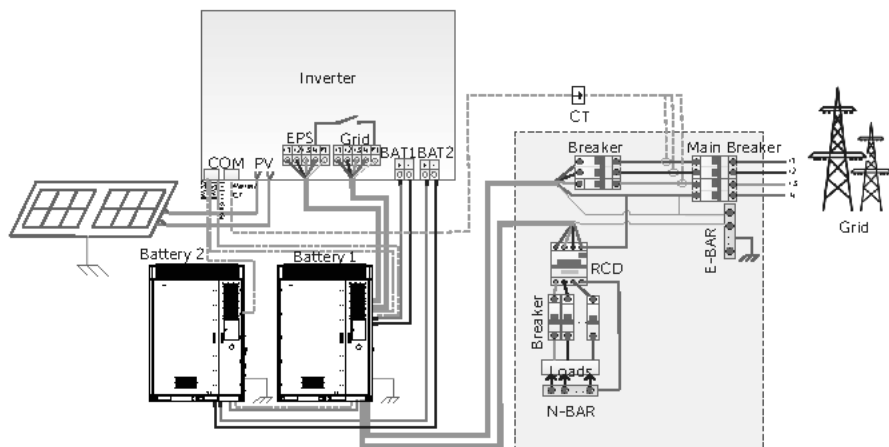 Inverter
CT
EPS
Grid
BAT1
BAT2
COM
PV
Breaker
Main Breaker
Grid
E-BAR
Battery 2
Battery 1
RCD
Breaker
Loads
N-BAR